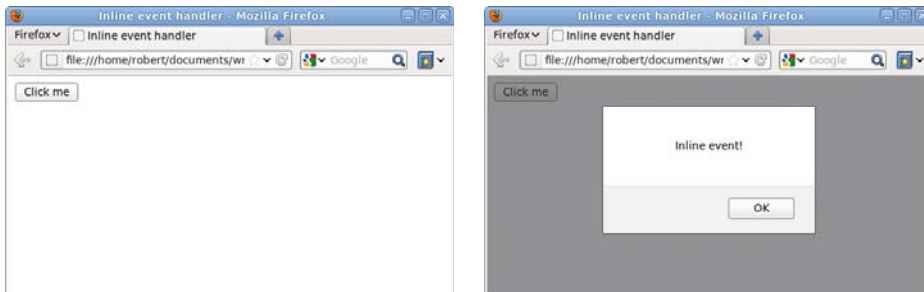 Inline event handler - Mozilla Firefox
Firefox
Inline event handler
file:///home/robert/documents/wr
Google
Click me
Inline event handler - Mozilla Firefox
Firefox
Inline event handler
file:///home/robert/documents/wr
Google
Click me
Inline event!
OK